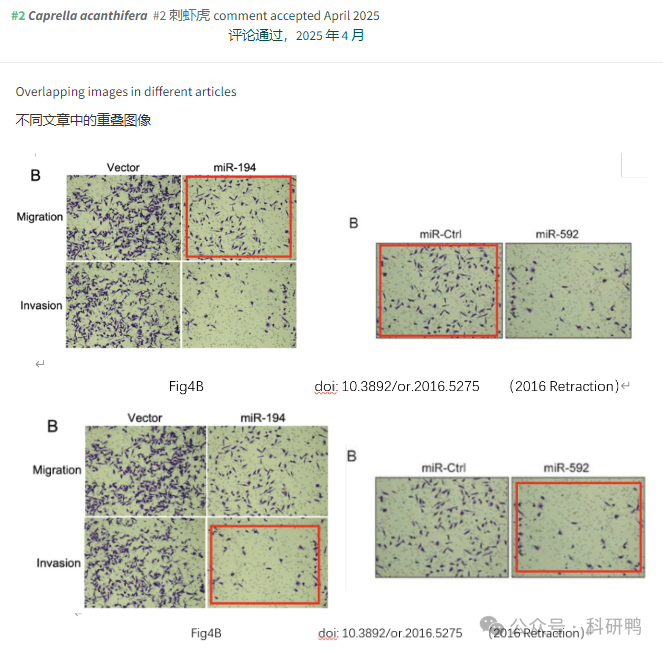 #2 Caprella acanthifera #2 刺虾虎 comment accepted April 2025
评论通过，2025 年 4 月
Overlapping images in different articles
不同文章中的重叠图像
B
Vector miR-194
Migration
Invasion
B
miR-Ctrl miR-592
Fig4B doi: 10.3892/or.2016.5275 （2016 Retraction）
B
Vector miR-194
Migration
Invasion
B
miR-Ctrl miR-592
Fig4B doi: 10.3892/or.2016.5275 （2016 Retraction）
公众号 · 科研鸭